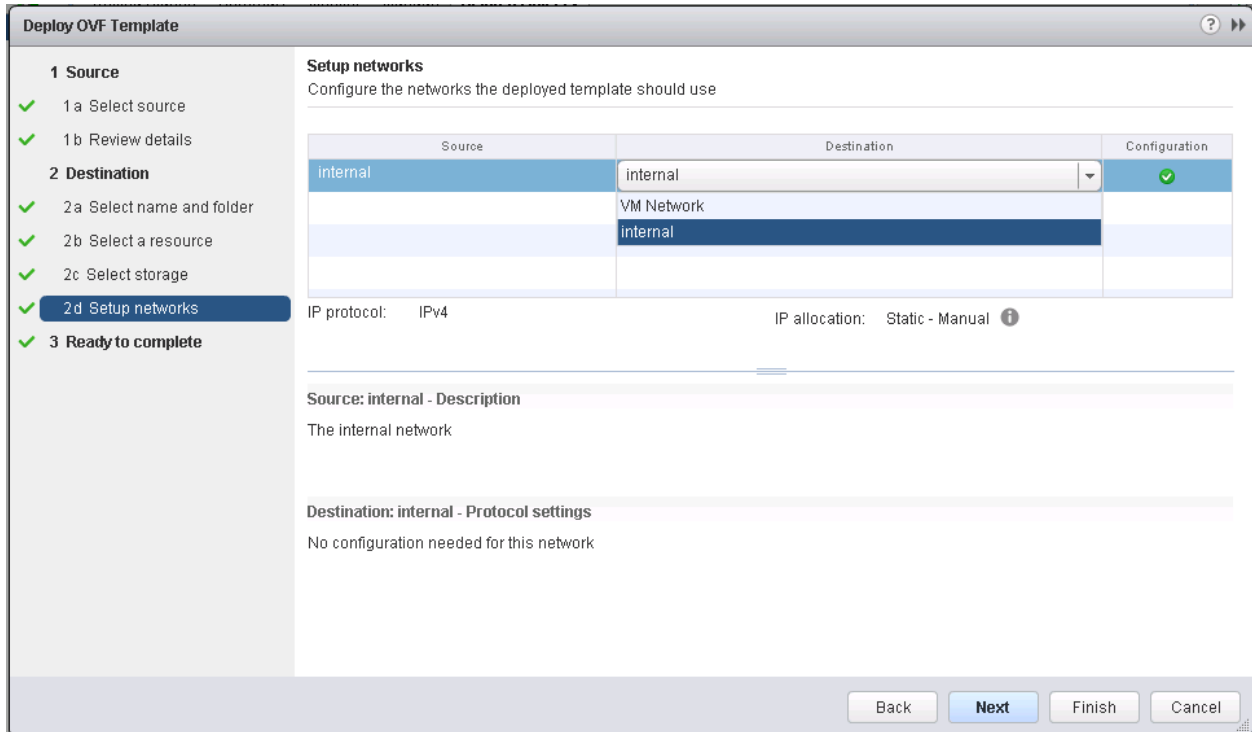 Deploy OVF Template
1 Source
1a Select source
1b Review details
2 Destination
2a Select name and folder
2b Select a resource
2c Select storage
2d Setup networks
3 Ready to complete
Setup networks
Configure the networks the deployed template should use
Source Destination Configuration
internal internal
VM Network
internal
IP protocol: IPv4 IP allocation: Static - Manual
Source: internal - Description
The internal network
Destination: internal - Protocol settings
No configuration needed for this network
Back Next Finish Cancel